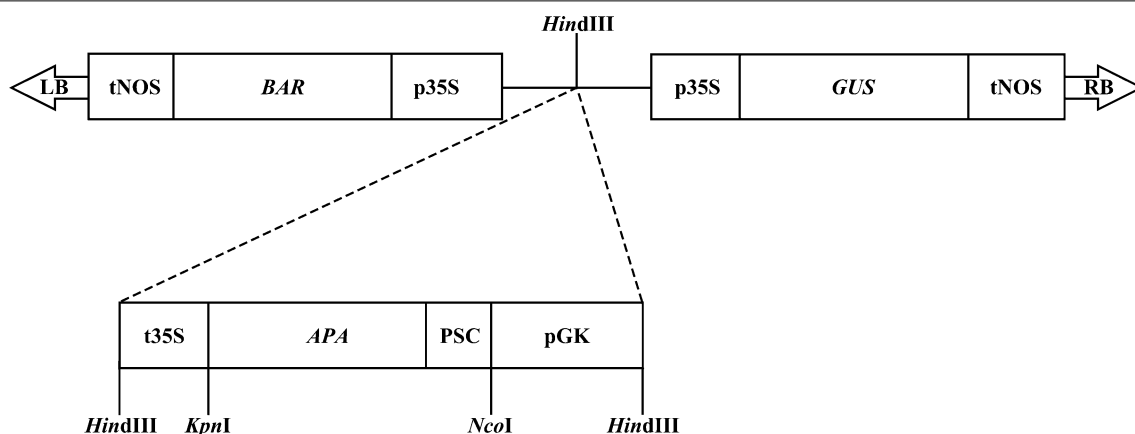 HindIII
LB tNOS BAR p35S p35S GUS tNOS RB
t35S APA PSC pGK
HindIII KpnI NcoI HindIII